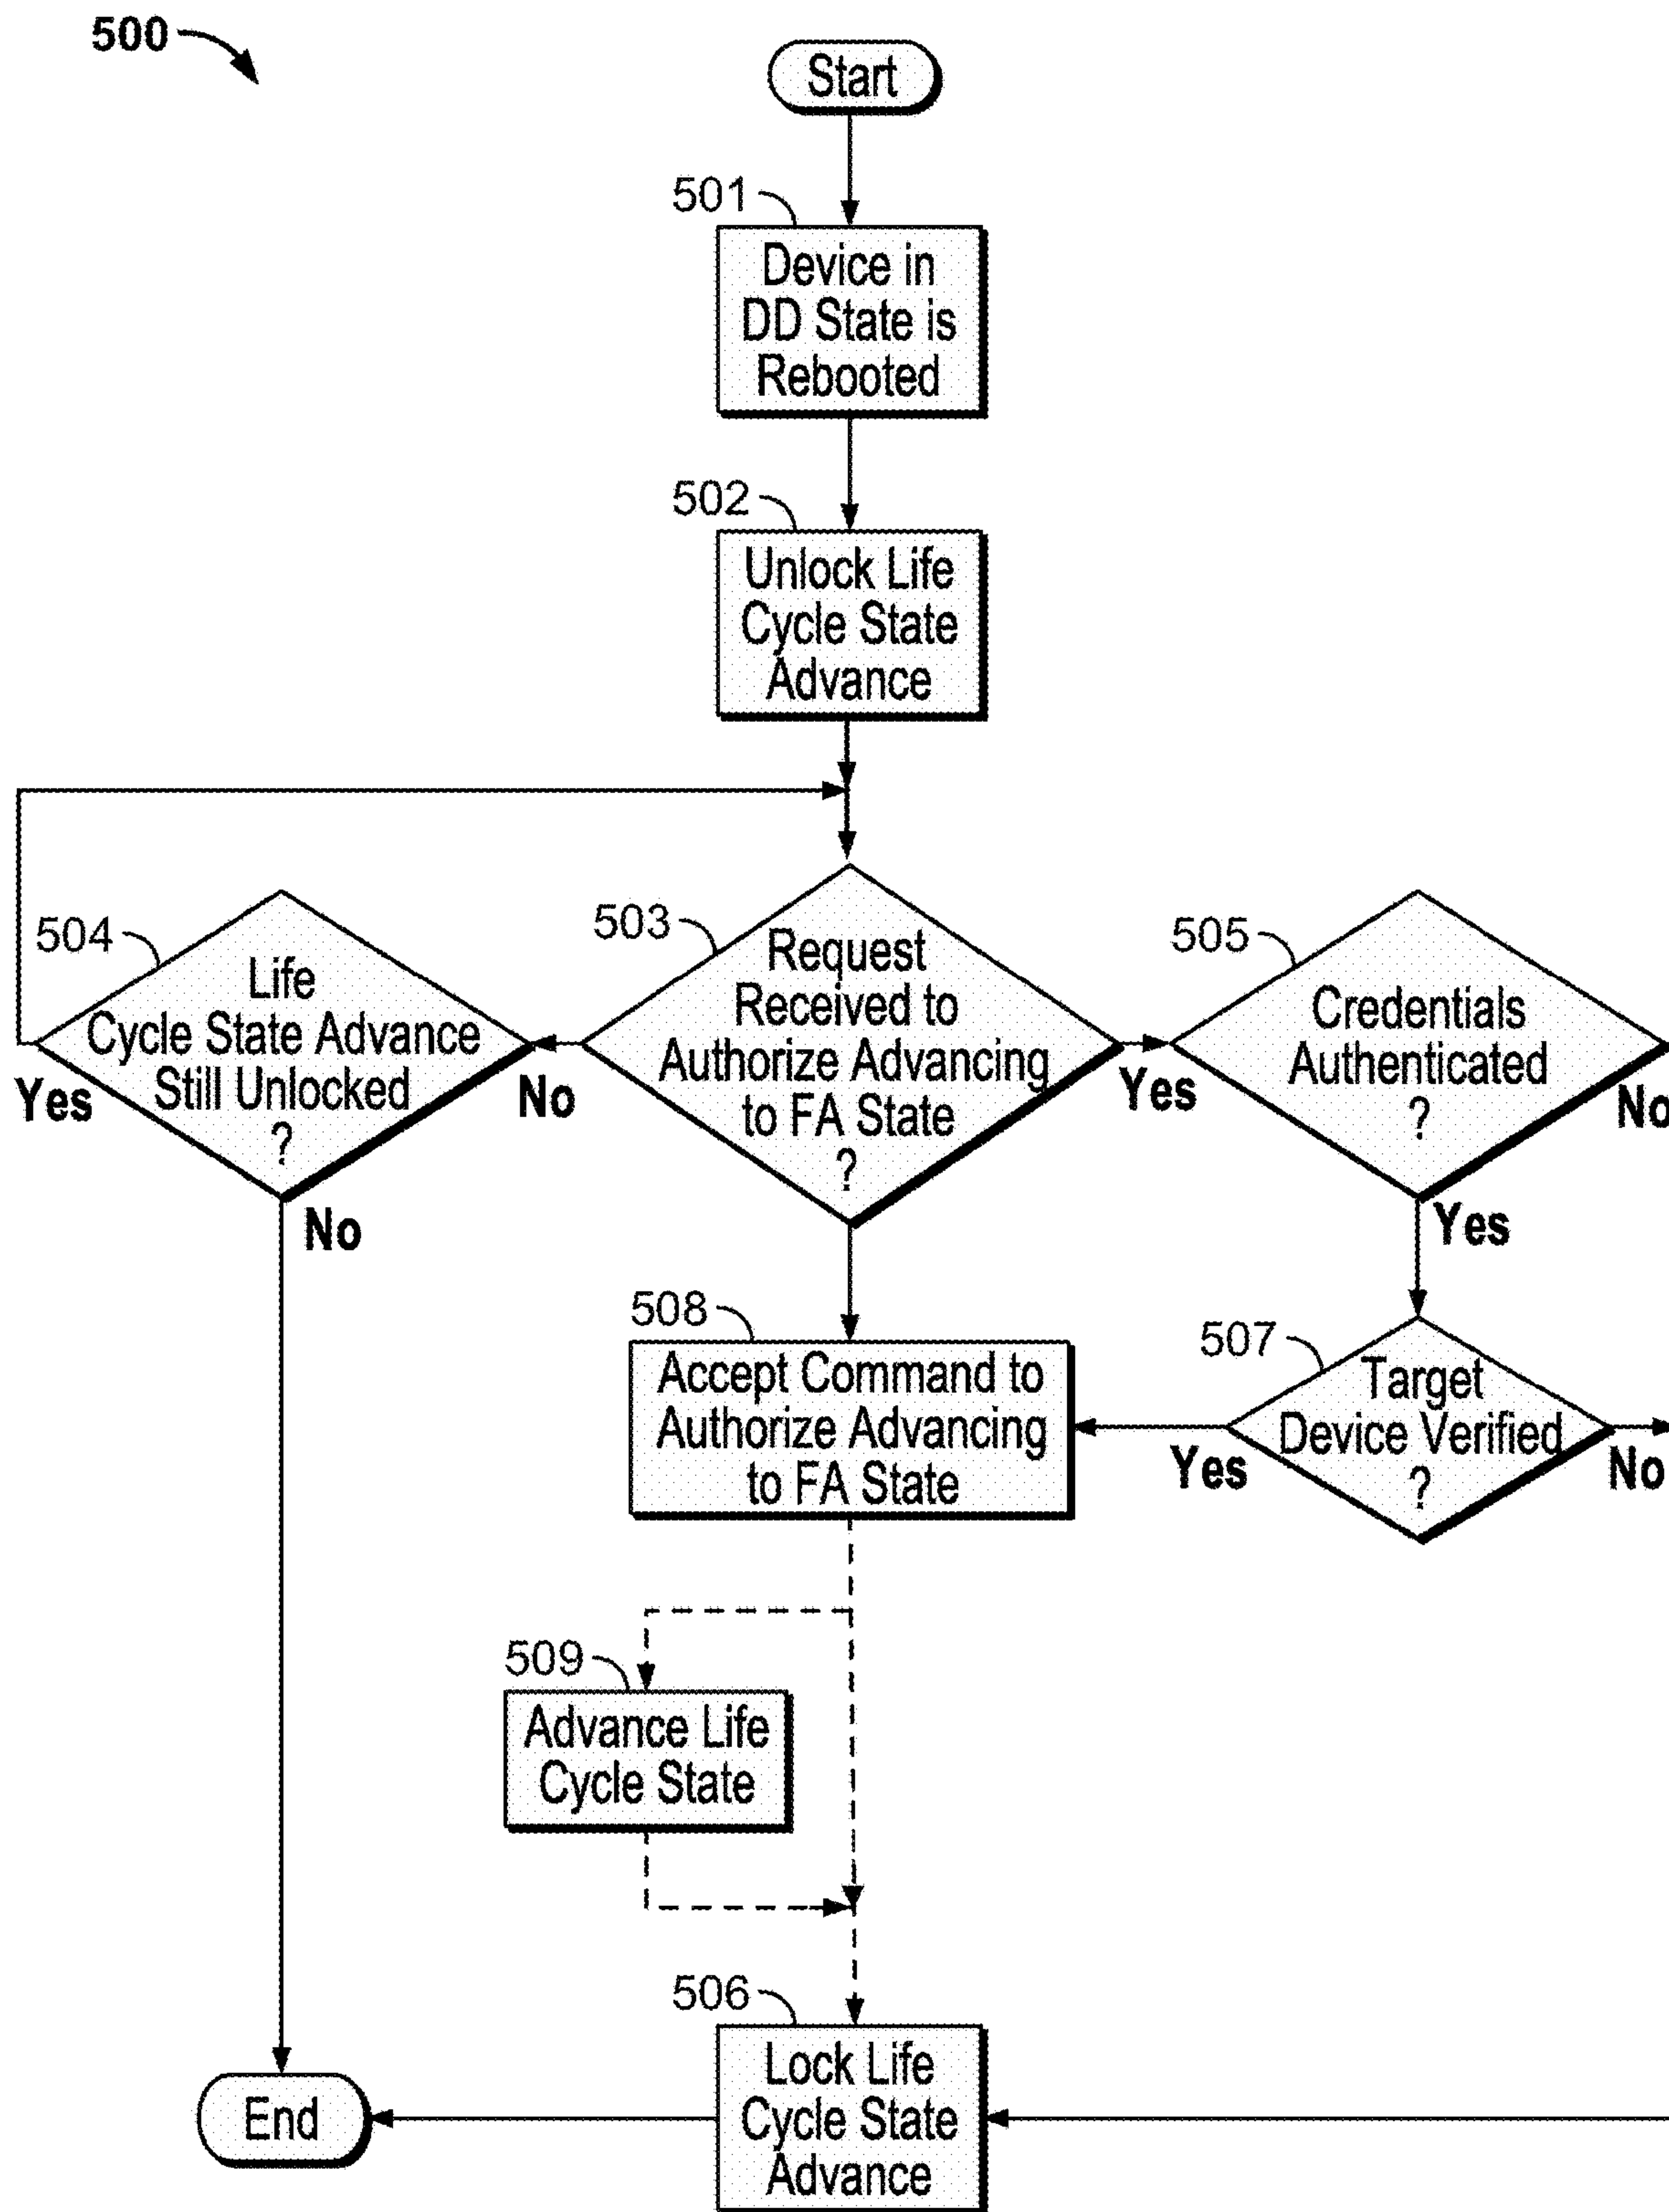 500
Start
501
Device in
DD State is
Rebooted
502
Unlock Life
Cycle State
Advance
504
Life
Cycle State Advance
Still Unlocked
?
Yes
No
503
Request
Received to
Authorize Advancing
to FA State
?
No
Yes
505
Credentials
Authenticated
?
No
Yes
508
Accept Command to
Authorize Advancing
to FA State
507
Target
Device Verified
?
Yes
No
509
Advance Life
Cycle State
506
Lock Life
Cycle State
Advance
End